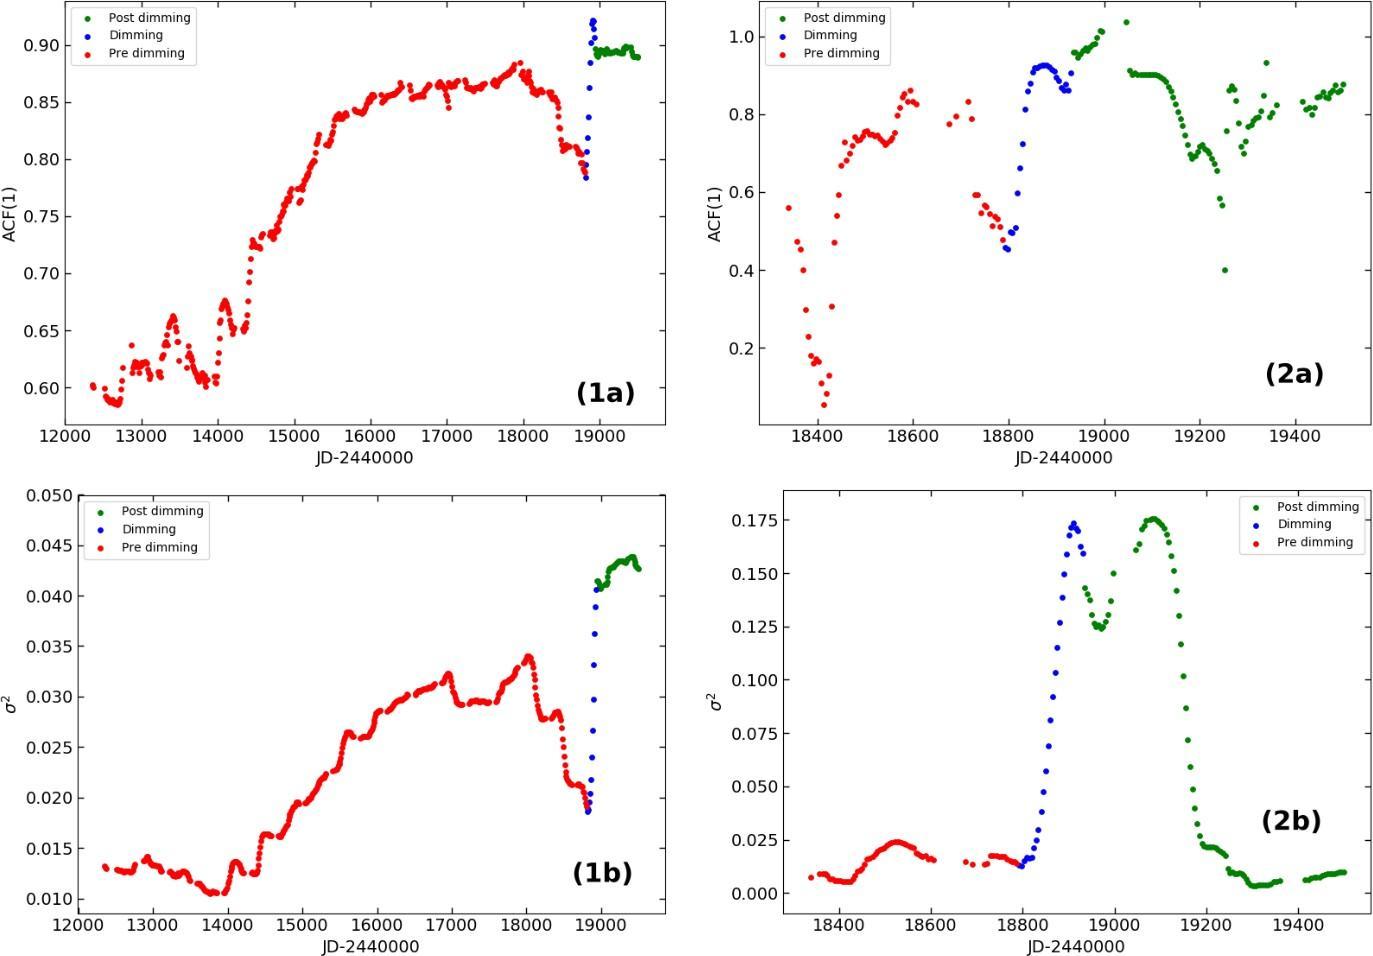 Post dimming
Dimming
Pre dimming
0.90
0.85
0.80
0.75
0.70
0.65
0.60
ACF(1)
(1a)
12000 13000 14000 15000 16000 17000 18000 19000
JD-2440000
Post dimming
Dimming
Pre dimming
1.0
0.8
0.6
0.4
0.2
ACF(1)
(2a)
18400 18600 18800 19000 19200 19400
JD-2440000
Post dimming
Dimming
Pre dimming
0.050
0.045
0.040
0.035
0.030
0.025
0.020
0.015
0.010
σ²
(1b)
12000 13000 14000 15000 16000 17000 18000 19000
JD-2440000
Post dimming
Dimming
Pre dimming
0.175
0.150
0.125
0.100
0.075
0.050
0.025
0.000
σ²
(2b)
18400 18600 18800 19000 19200 19400
JD-2440000